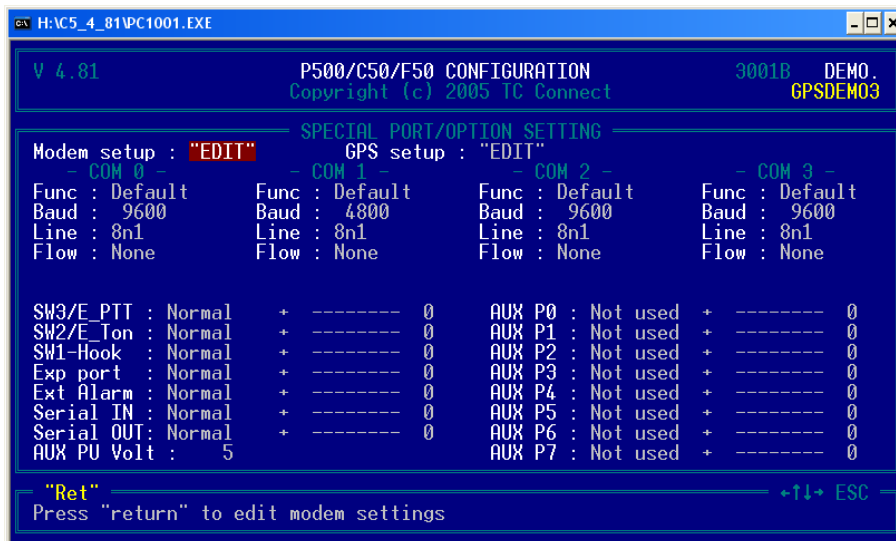 H:\C5_4_81\PC1001.EXE
V 4.81 P500/C50/F50 CONFIGURATION 3001B DEMO.
Copyright (c) 2005 TC Connect GPSDEMO3
SPECIAL PORT/OPTION SETTING
Modem setup : "EDIT" GPS setup : "EDIT"
- COM 0 - - COM 1 - - COM 2 - - COM 3 -
Func : Default Func : Default Func : Default Func : Default
Baud : 9600 Baud : 4800 Baud : 9600 Baud : 9600
Line : 8n1 Line : 8n1 Line : 8n1 Line : 8n1
Flow : None Flow : None Flow : None Flow : None
SW3/E_PTT : Normal + -------- 0 AUX P0 : Not used + -------- 0
SW2/E_Ton : Normal + -------- 0 AUX P1 : Not used + -------- 0
SW1-Hook : Normal + -------- 0 AUX P2 : Not used + -------- 0
Exp port : Normal + -------- 0 AUX P3 : Not used + -------- 0
Ext Alarm : Normal + -------- 0 AUX P4 : Not used + -------- 0
Serial IN : Normal + -------- 0 AUX P5 : Not used + -------- 0
Serial OUT: Normal + -------- 0 AUX P6 : Not used + -------- 0
AUX PU Volt : 5 AUX P7 : Not used + -------- 0
"Ret" ←↑↓→ ESC
Press "return" to edit modem settings